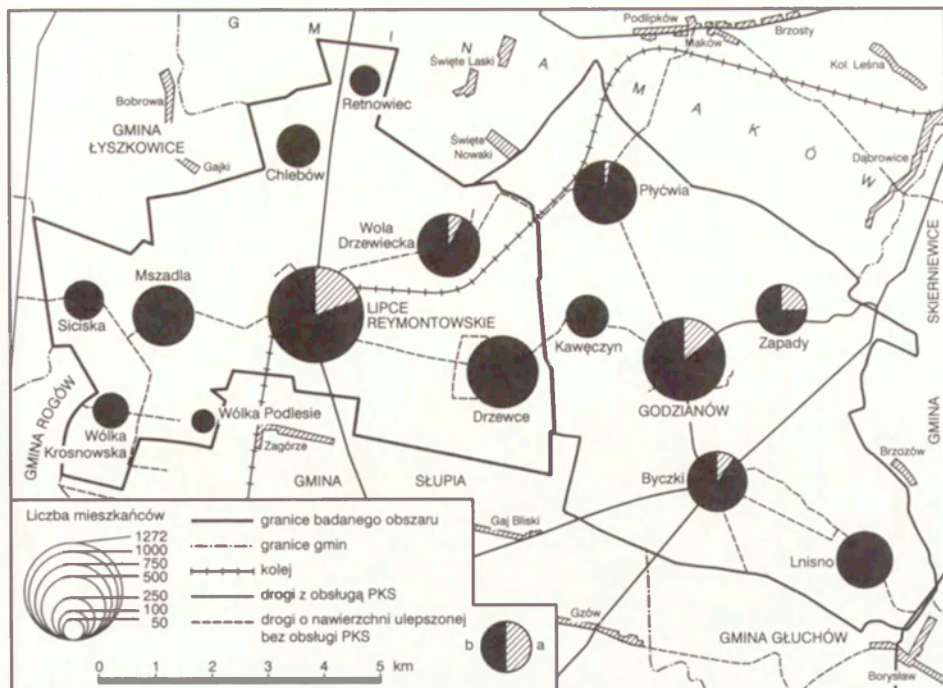 G M I N A
M A K Ó W
Podlipków
Brzosty
Maków
Święte Laski
Kol. Leśna
Bobrowa
Retnowiec
GMINA
ŁYSZKOWICE
Święte
Nowaki
Dąbrowice
Gajki
Chlebów
Płyćwia
Wola
Drzewiecka
Mszadla
Siciska
LIPCE
REYMONTOWSKIE
Kawęczyn
Zapady
SKIERNIEWICE
Drzewce
GODZIANÓW
GMINA ROGÓW
Wólka
Krosnowska
Wólka Podlesie
Zagórze
GMINA
SŁUPIA
Byczki
Brzozów
GMINA
Gaj Bliski
Lnisno
Gzów
GMINA GŁUCHÓW
Borysław
Liczba mieszkańców
1272
1000
750
500
250
100
50
granice badanego obszaru
granice gmin
kolej
drogi z obsługą PKS
drogi o nawierzchni ulepszonej
bez obsługi PKS
b a
0 1 2 3 4 5
km